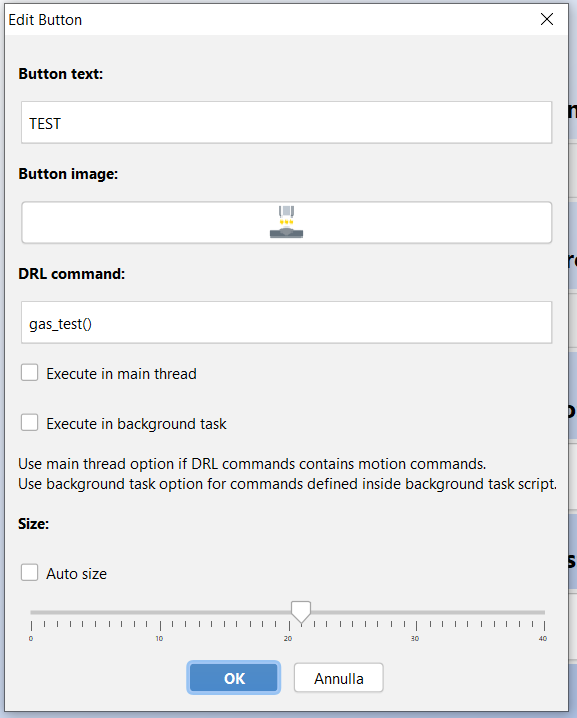 Edit Button
Button text:
TEST
Button image:
DRL command:
gas_test()
Execute in main thread
Execute in background task
Use main thread option if DRL commands contains motion commands.
Use background task option for commands defined inside background task script.
Size:
Auto size
0 10 20 30 40
OK Annulla